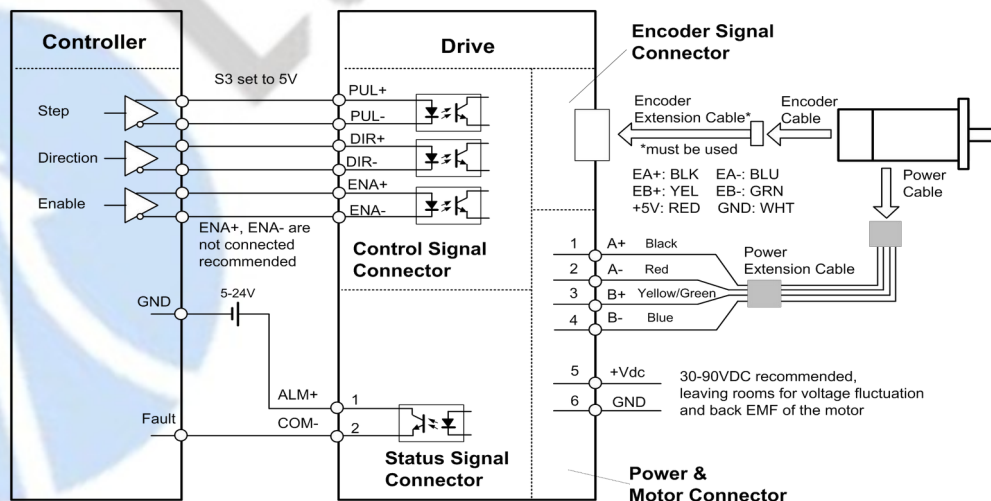 Controller
Drive
Encoder Signal
Connector
S3 set to 5V
Step
Direction
Enable
PUL+
PUL-
DIR+
DIR-
ENA+
ENA-
ENA+, ENA- are
not connected
recommended
Control Signal
Connector
Encoder
Extension Cable*
*must be used
Encoder
Cable
EA+: BLK EA-: BLU
EB+: YEL EB-: GRN
+5V: RED GND: WHT
Power
Cable
1 A+ Black
2 A- Red
3 B+ Yellow/Green
4 B- Blue
Power
Extension Cable
5 +Vdc
6 GND
30-90VDC recommended,
leaving rooms for voltage fluctuation
and back EMF of the motor
GND
5-24V
Fault
ALM+ 1
COM- 2
Status Signal
Connector
Power &
Motor Connector